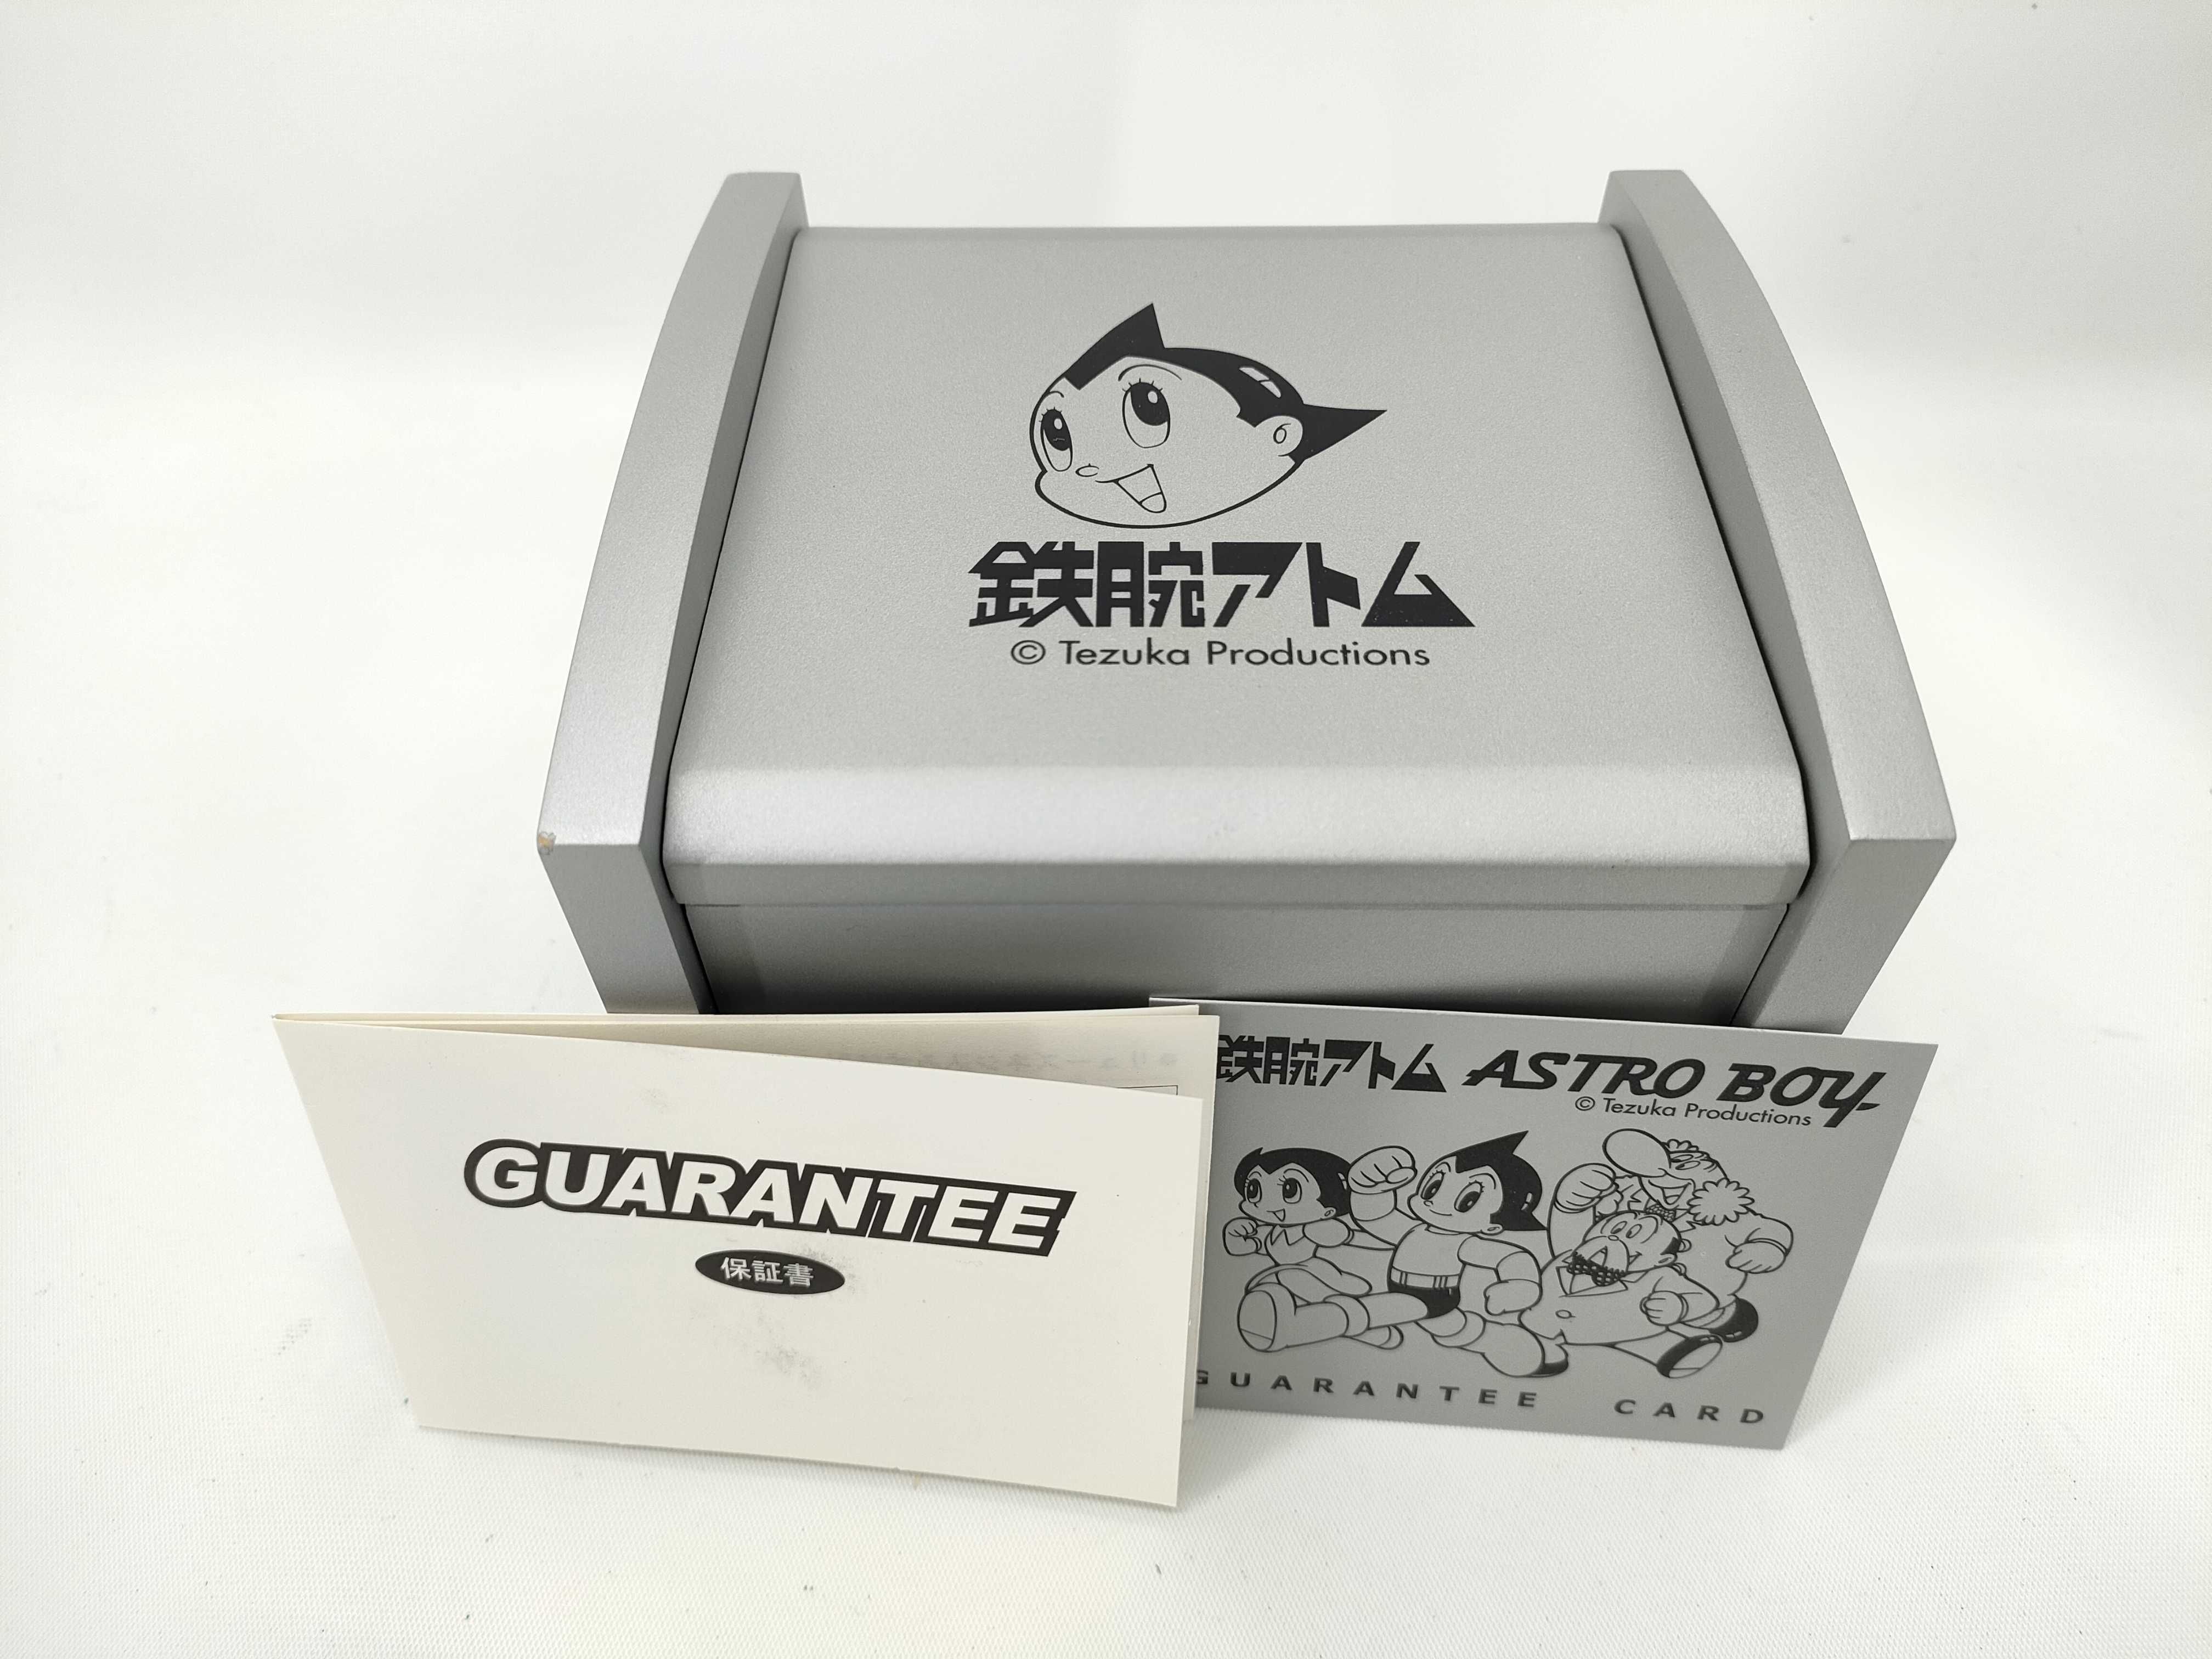 鉄腕アトム
© Tezuka Productions
鉄腕アトム ASTRO BOY
© Tezuka Productions
GUARANTEE CARD
GUARANTEE
保証書